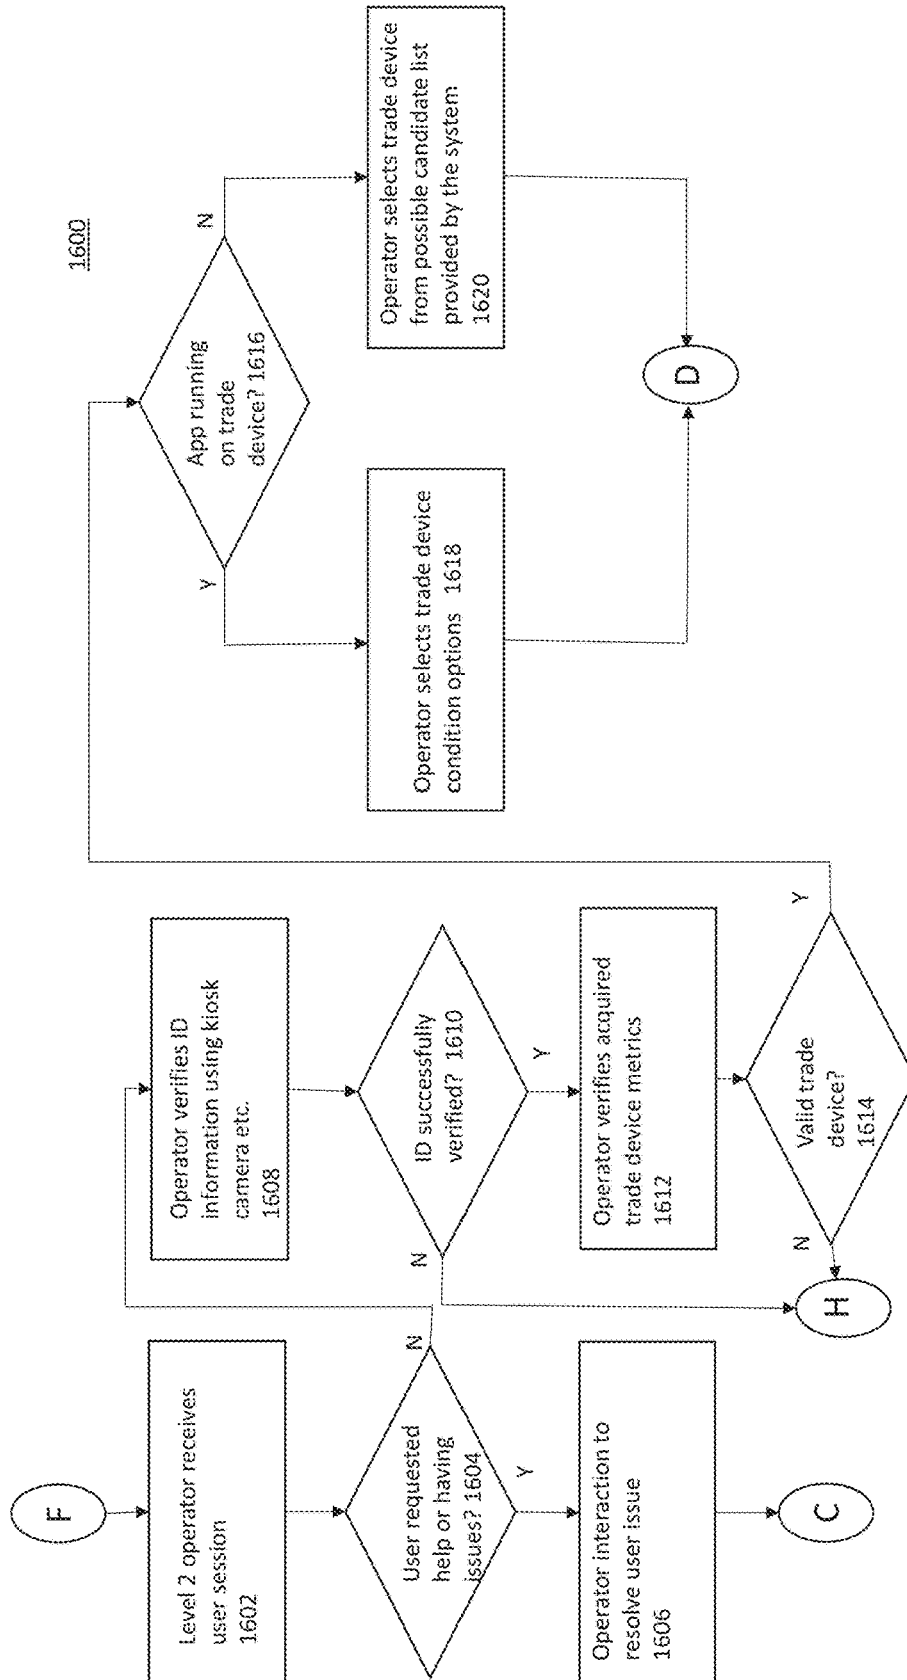 1600
F
Level 2 operator receives
user session
1602
User requested
help or having
issues? 1604
N
Y
Operator interaction to
resolve user issue
1606
C
Operator verifies ID
information using kiosk
camera etc.
1608
ID successfully
verified? 1610
N
Y
Operator verifies acquired
trade device metrics
1612
Valid trade
device?
1614
N
Y
H
App running
on trade
device? 1616
Y
N
Operator selects trade device
condition options 1618
Operator selects trade device
from possible candidate list
provided by the system
1620
D